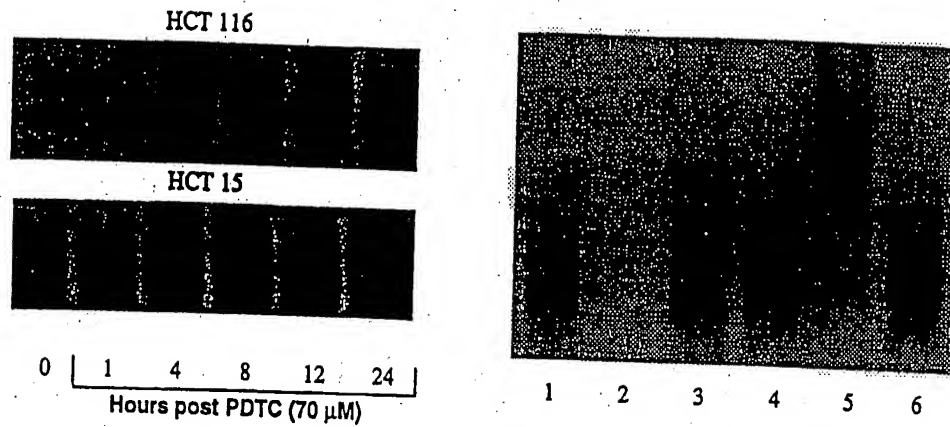 HCT 116
HCT 15
0 1 4 8 12 24
Hours post PDTC (70 μM)
1 2 3 4 5 6